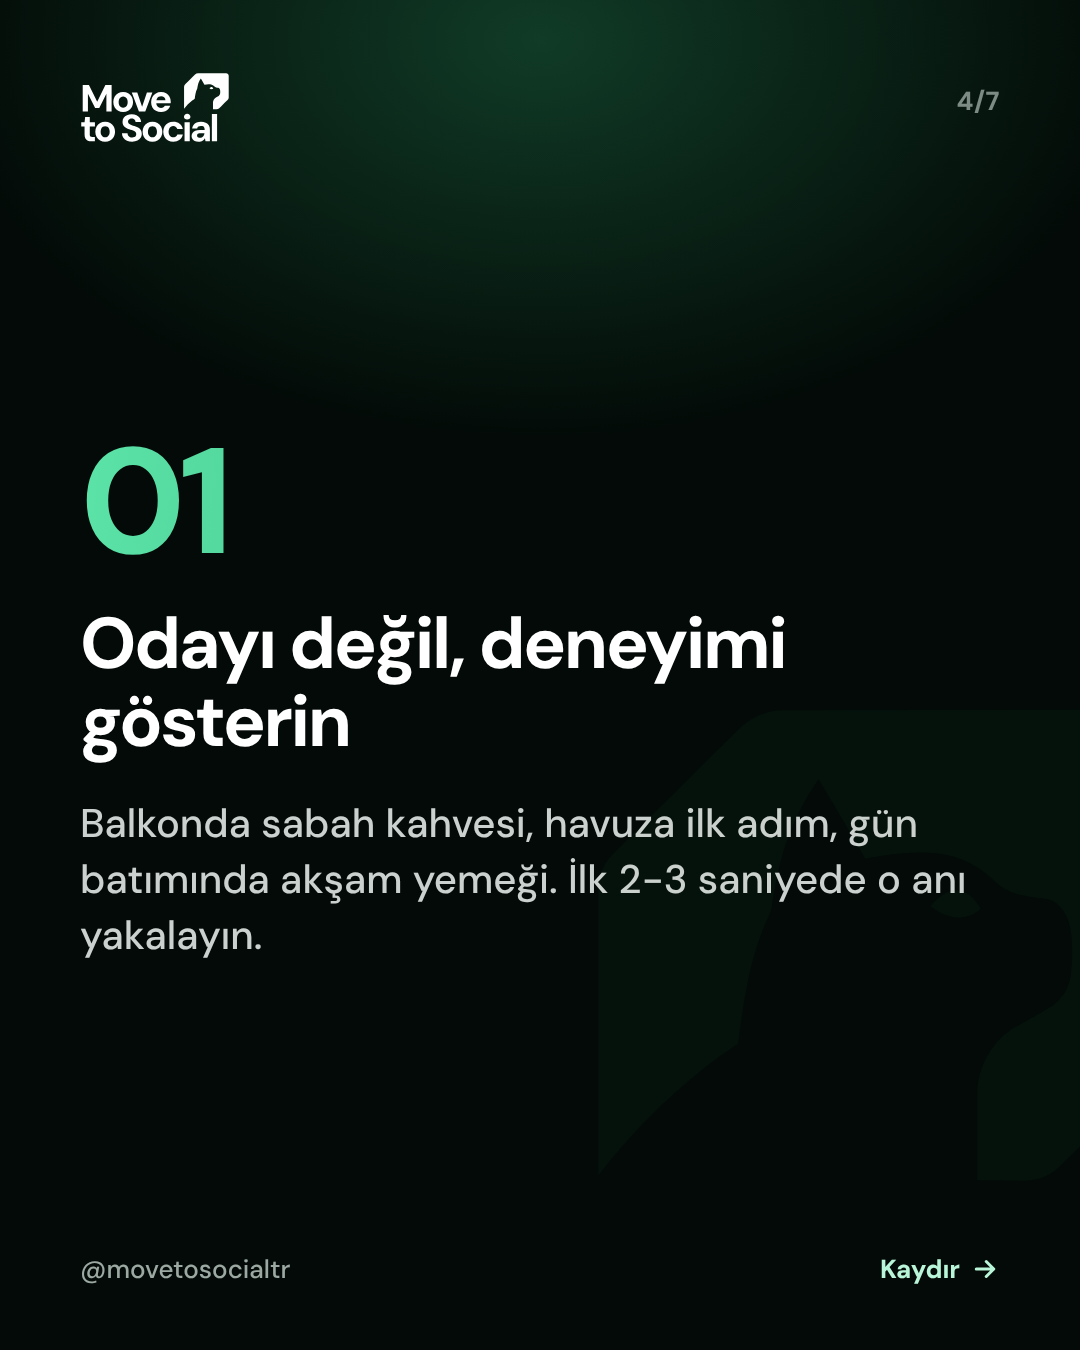 Move
to Social
4/7
01
Odayı değil, deneyimi
gösterin
Balkonda sabah kahvesi, havuza ilk adım, gün
batımında akşam yemeği. İlk 2-3 saniyede o anı
yakalayın.
@movetosocialtr
Kaydır →